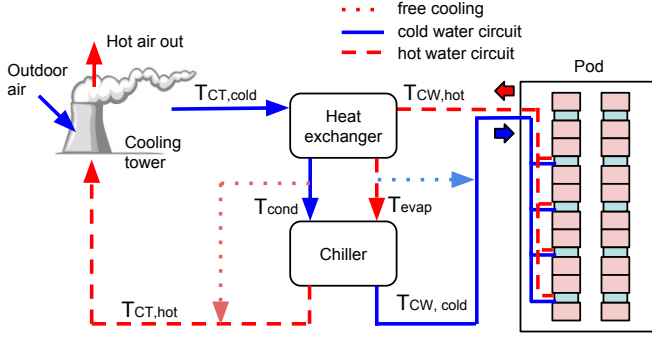 free cooling
cold water circuit
hot water circuit
Hot air out
Outdoor
air
Cooling
tower
TCT,cold
Heat
exchanger
TCW,hot
Pod
Tcond
Tevap
Chiller
TCT,hot
TCW, cold